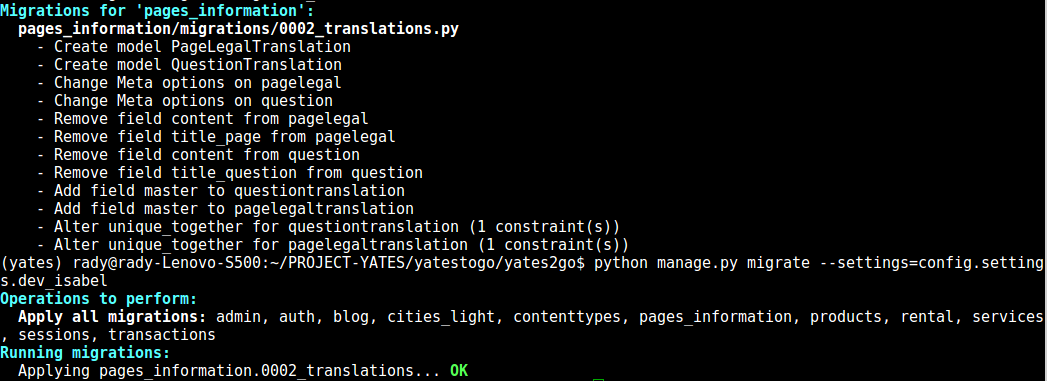 Migrations for 'pages_information':
  pages_information/migrations/0002_translations.py
    - Create model PageLegalTranslation
    - Create model QuestionTranslation
    - Change Meta options on pagelegal
    - Change Meta options on question
    - Remove field content from pagelegal
    - Remove field title_page from pagelegal
    - Remove field content from question
    - Remove field title_question from question
    - Add field master to questiontranslation
    - Add field master to pagelegaltranslation
    - Alter unique_together for questiontranslation (1 constraint(s))
    - Alter unique_together for pagelegaltranslation (1 constraint(s))
(yates) rady@rady-Lenovo-S500:~/PROJECT-YATES/yatestogo/yates2go$ python manage.py migrate --settings=config.setting
s.dev_isabel
Operations to perform:
  Apply all migrations: admin, auth, blog, cities_light, contenttypes, pages_information, products, rental, services
, sessions, transactions
Running migrations:
  Applying pages_information.0002_translations... OK